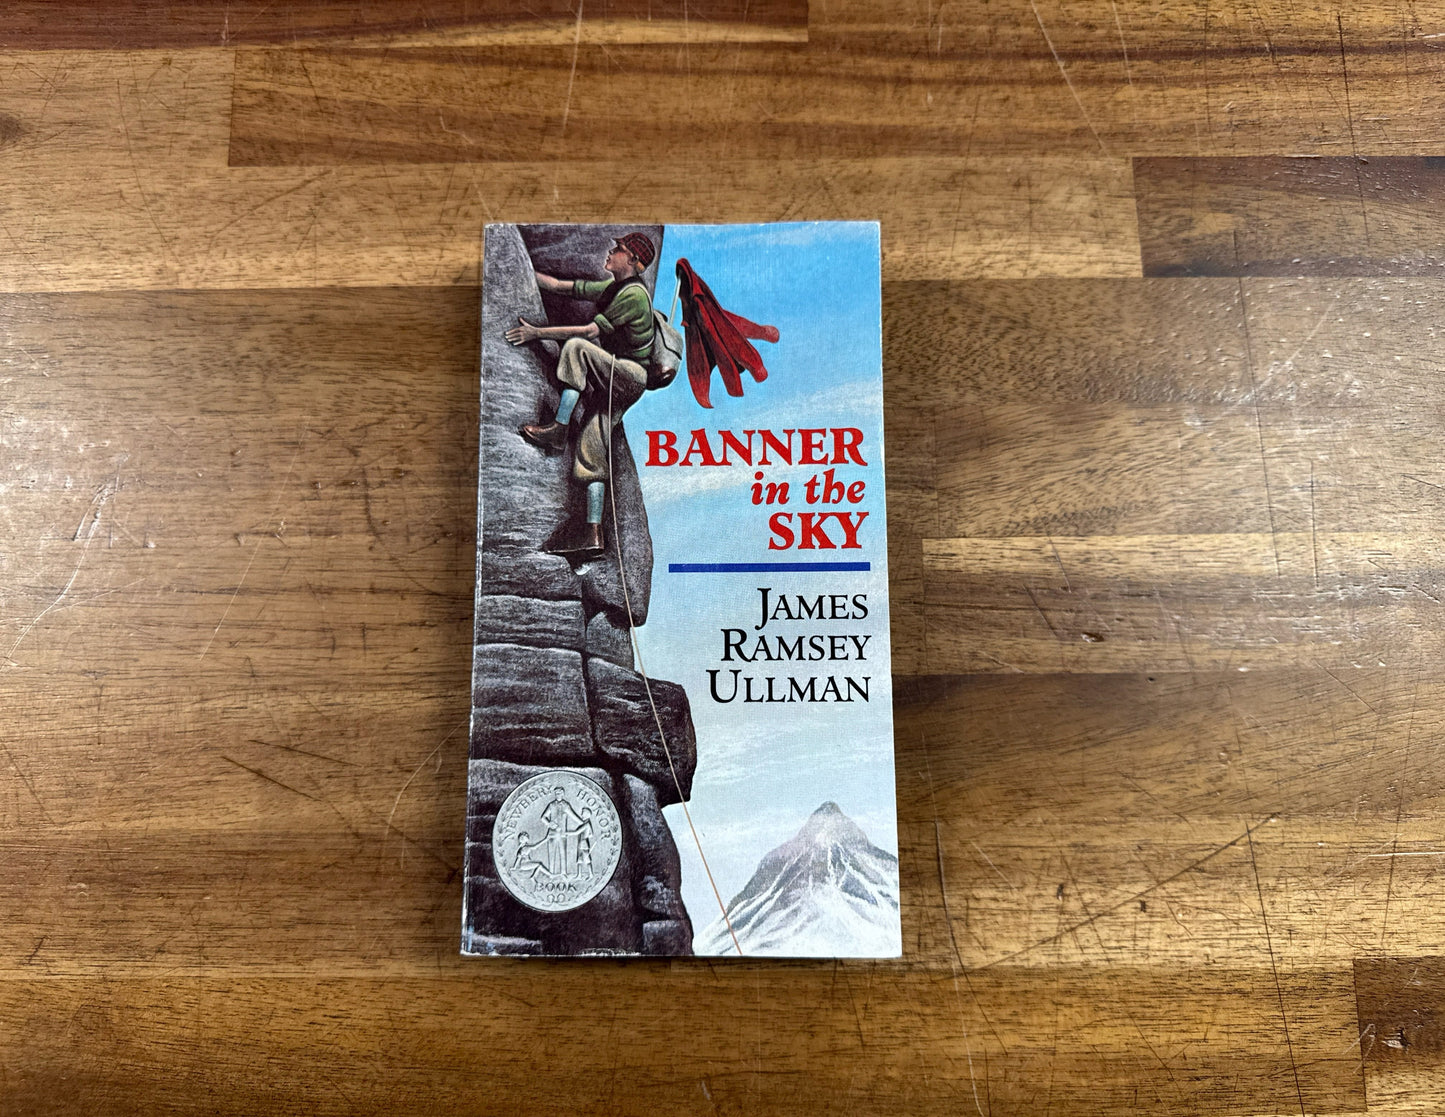 BANNER
in the
SKY
JAMES
RAMSEY
ULLMAN
NEWBERY HONOR
BOOK